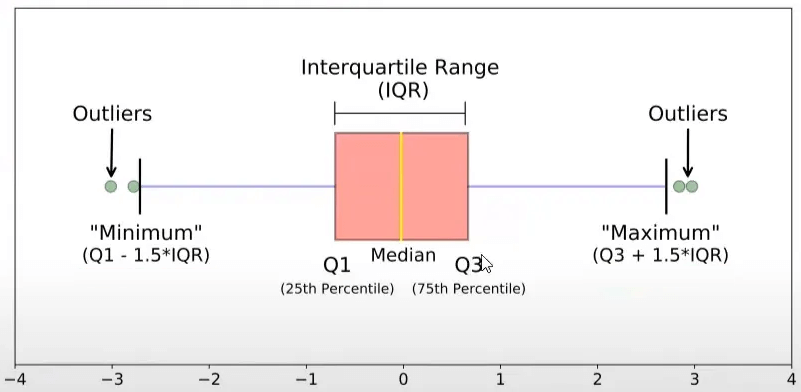 Interquartile Range
(IQR)
Outliers
Outliers
"Minimum"
(Q1 - 1.5*IQR)
"Maximum"
(Q3 + 1.5*IQR)
Median
Q1
Q3
(25th Percentile)
(75th Percentile)
−4
−3
−2
−1
0
1
2
3
4